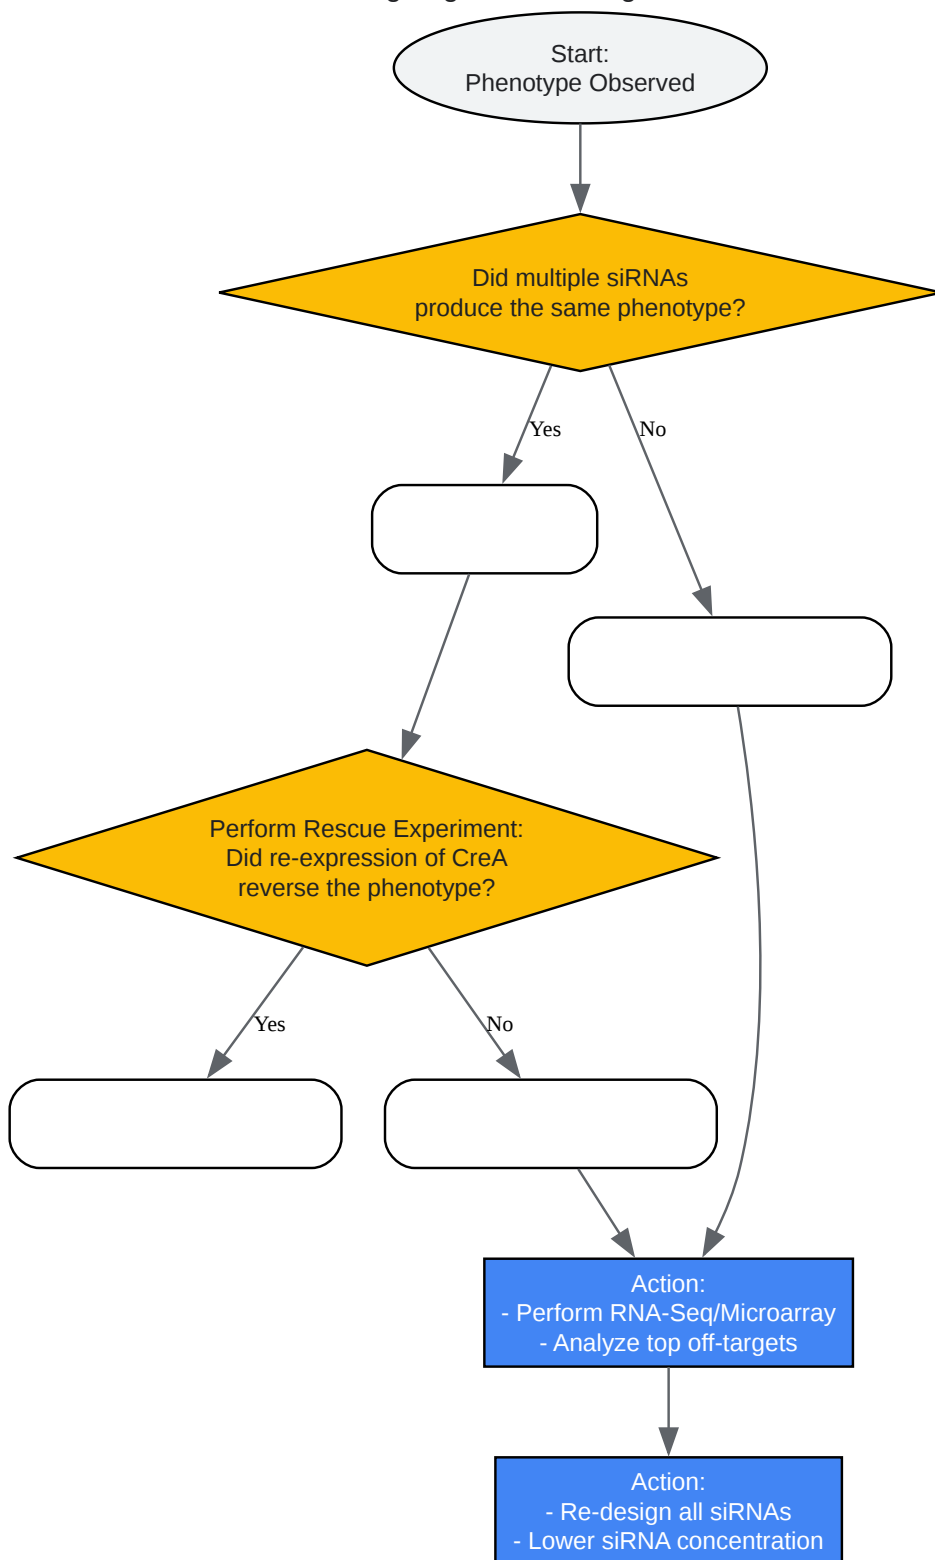 Start:
Phenotype Observed
Did multiple siRNAs
produce the same phenotype?
Yes
No
Perform Rescue Experiment:
Did re-expression of CreA
reverse the phenotype?
Yes
No
Action:
- Perform RNA-Seq/Microarray
- Analyze top off-targets
Action:
- Re-design all siRNAs
- Lower siRNA concentration